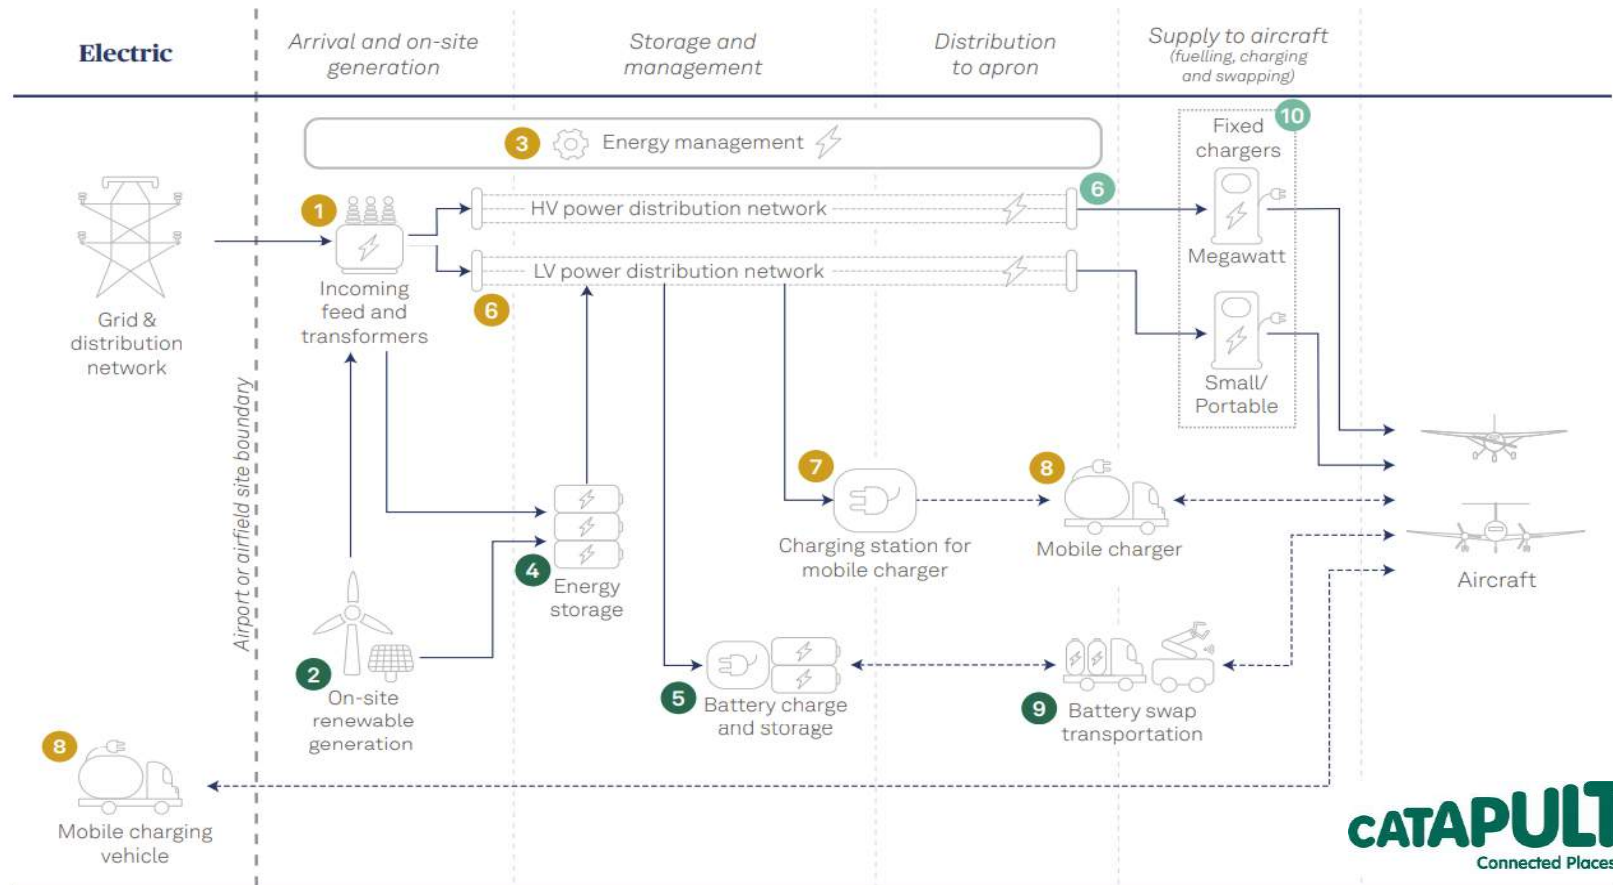 Electric
Arrival and on-site
generation
Storage and
management
Distribution
to apron
Supply to aircraft
(fuelling, charging
and swapping)
3
Energy management
Fixed
chargers
10
1
HV power distribution network
6
Megawatt
LV power distribution network
6
Incoming
feed and
transformers
Grid &
distribution
network
Small/
Portable
Airport or airfield site boundary
7
Charging station for
mobile charger
8
Mobile charger
Aircraft
4
Energy
storage
2
On-site
renewable
generation
5
Battery charge
and storage
9
Battery swap
transportation
8
Mobile charging
vehicle
CATAPULT
Connected Places